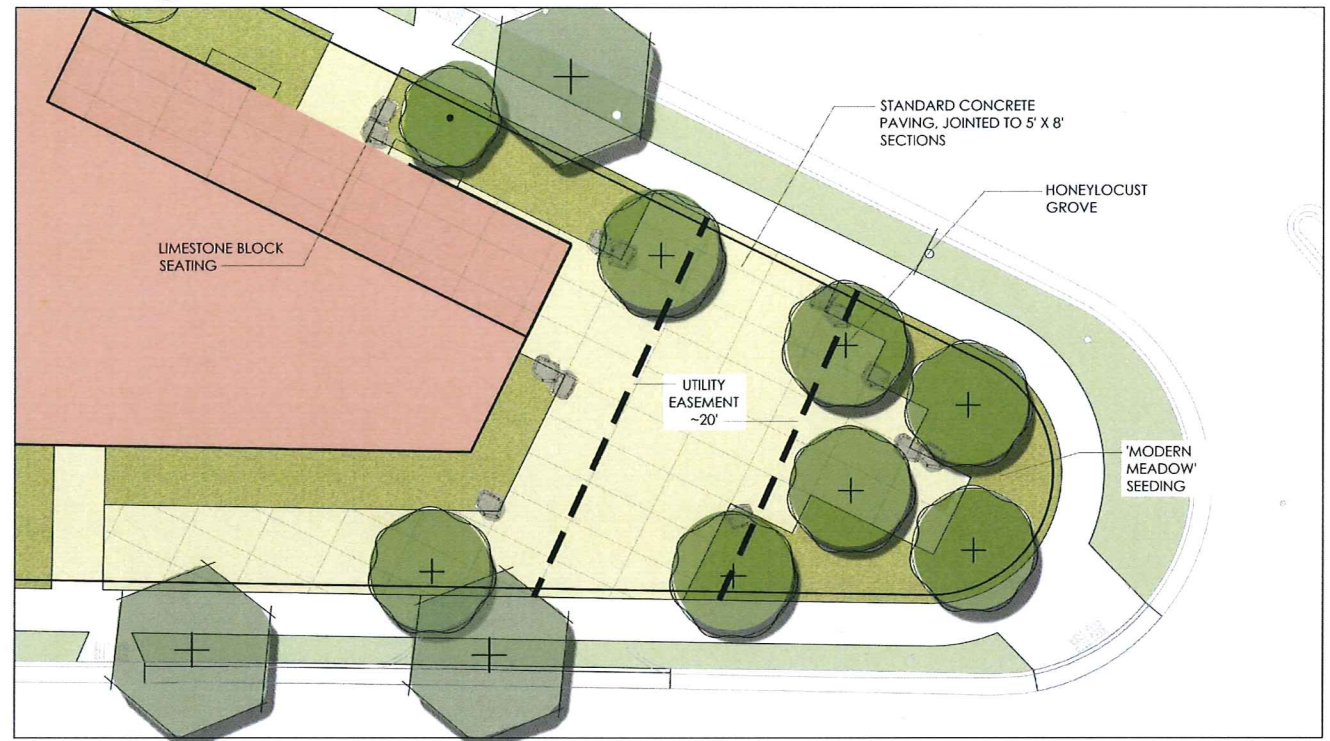 STANDARD CONCRETE
PAVING, JOINTED TO 5' X 8'
SECTIONS
HONEYLOCUST
GROVE
LIMESTONE BLOCK
SEATING
UTILITY
EASEMENT
~20'
'MODERN
MEADOW'
SEEDING